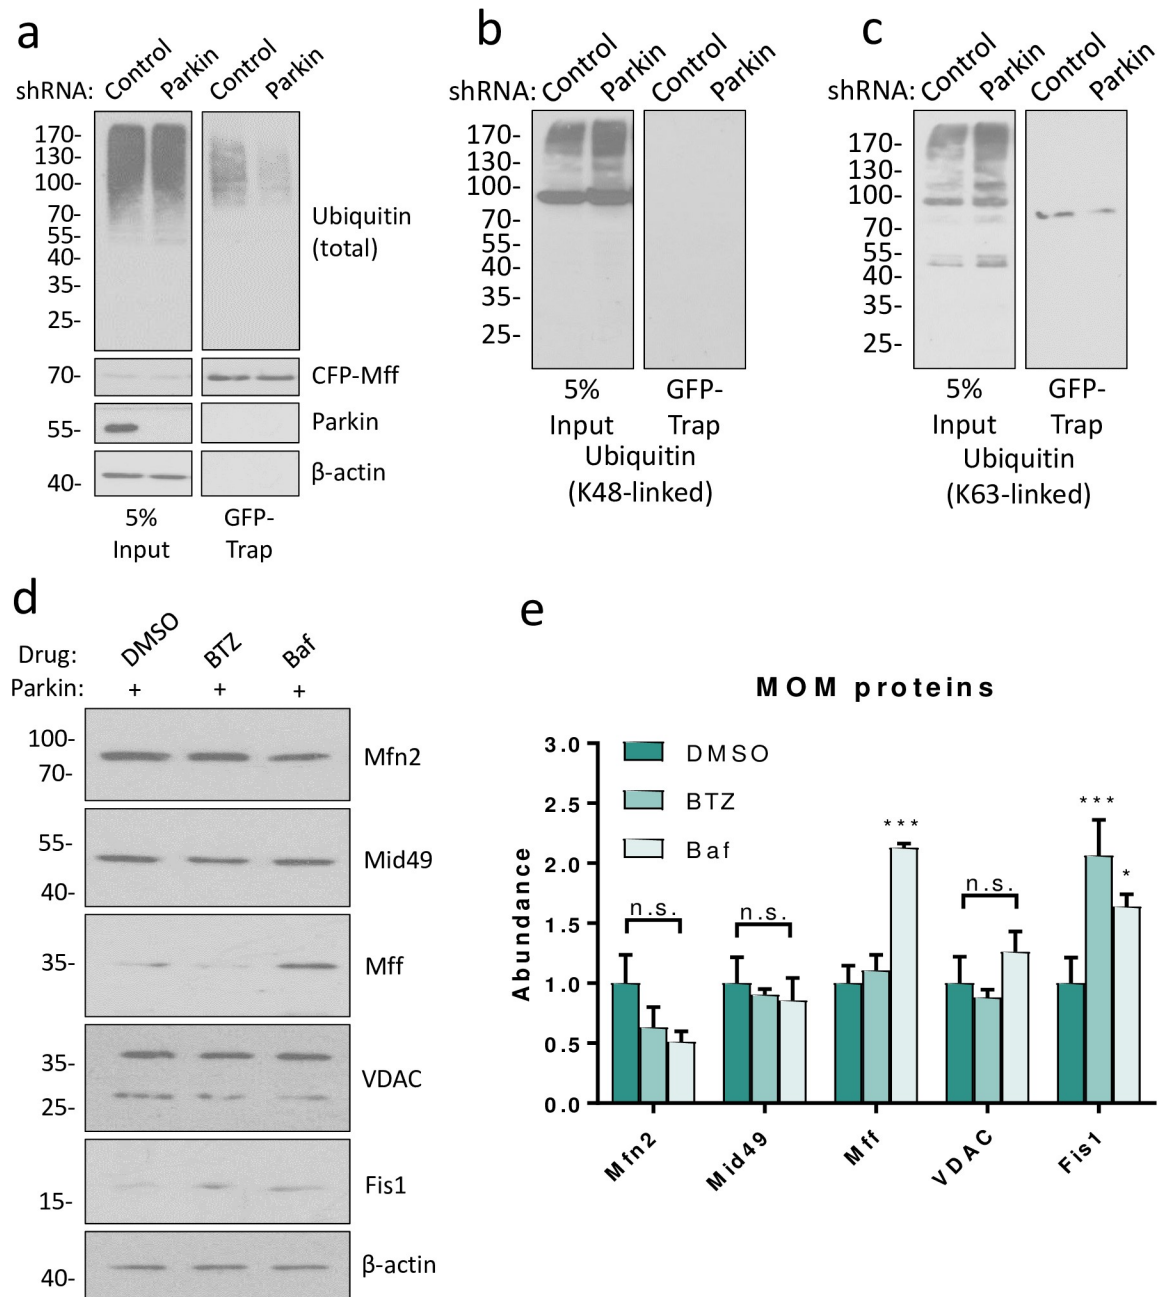 a
shRNA: Control Parkin Control Parkin
170-
130-
100-
70-
55-
40-
35-
25-
Ubiquitin
(total)
70-
CFP-Mff
55-
Parkin
40-
β-actin
5%
Input
GFP-
Trap
b
shRNA: Control Parkin Control Parkin
170-
130-
100-
70-
55-
40-
35-
25-
5%
Input
GFP-
Trap
Ubiquitin
(K48-linked)
c
shRNA: Control Parkin Control Parkin
170-
130-
100-
70-
55-
40-
35-
25-
5%
Input
GFP-
Trap
Ubiquitin
(K63-linked)
d
Drug: DMSO BTZ Baf
Parkin: + + +
100-
70-
Mfn2
55-
40-
Mid49
35-
Mff
35-
25-
VDAC
15-
Fis1
40-
β-actin
e
MOM proteins
Abundance
3.0
2.5
2.0
1.5
1.0
0.5
0.0
DMSO
BTZ
Baf
n.s.
n.s.
***
n.s.
***
*
Mfn2
Mid49
Mff
VDAC
Fis1